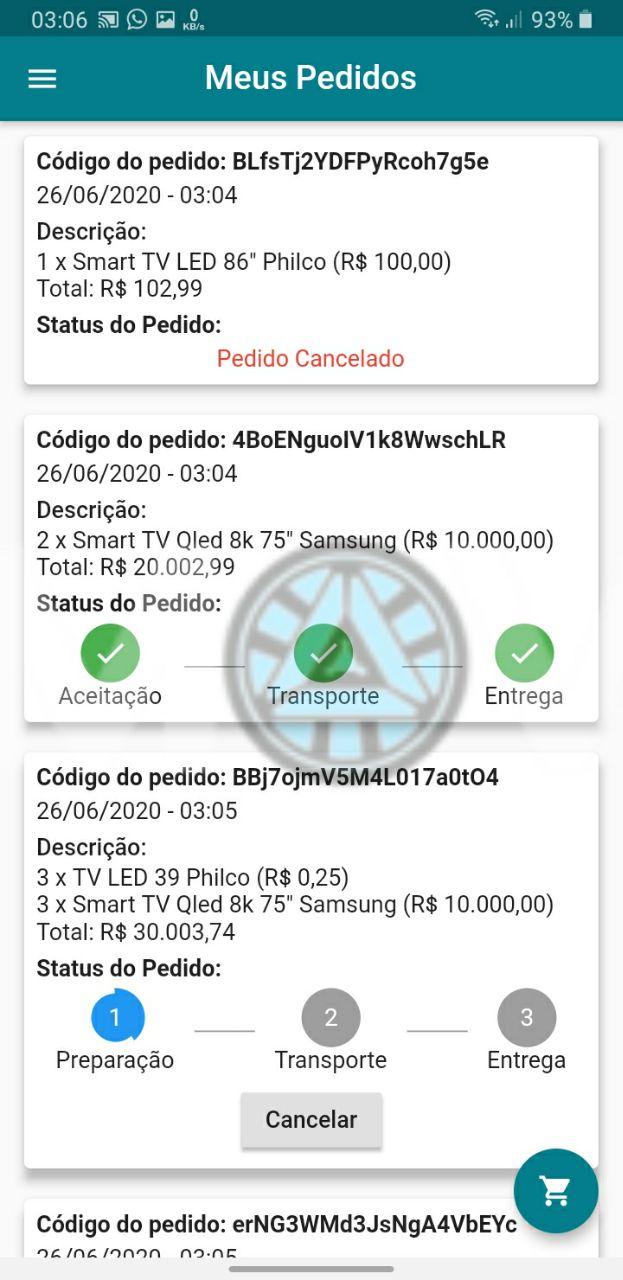 03:06 0 KB/s 93%
Meus Pedidos
Código do pedido: BLfsTj2YDFPyRcoh7g5e
26/06/2020 - 03:04
Descrição:
1 x Smart TV LED 86" Philco (R$ 100,00)
Total: R$ 102,99
Status do Pedido:
Pedido Cancelado
Código do pedido: 4BoENguoIV1k8WwschLR
26/06/2020 - 03:04
Descrição:
2 x Smart TV Qled 8k 75" Samsung (R$ 10.000,00)
Total: R$ 20.002,99
Status do Pedido:
Aceitação Transporte Entrega
Código do pedido: BBj7ojmV5M4L017a0tO4
26/06/2020 - 03:05
Descrição:
3 x TV LED 39 Philco (R$ 0,25)
3 x Smart TV Qled 8k 75" Samsung (R$ 10.000,00)
Total: R$ 30.003,74
Status do Pedido:
1 2 3
Preparação Transporte Entrega
Cancelar
Código do pedido: erNG3WMd3JsNgA4VbEYc
26/06/2020 - 03:05